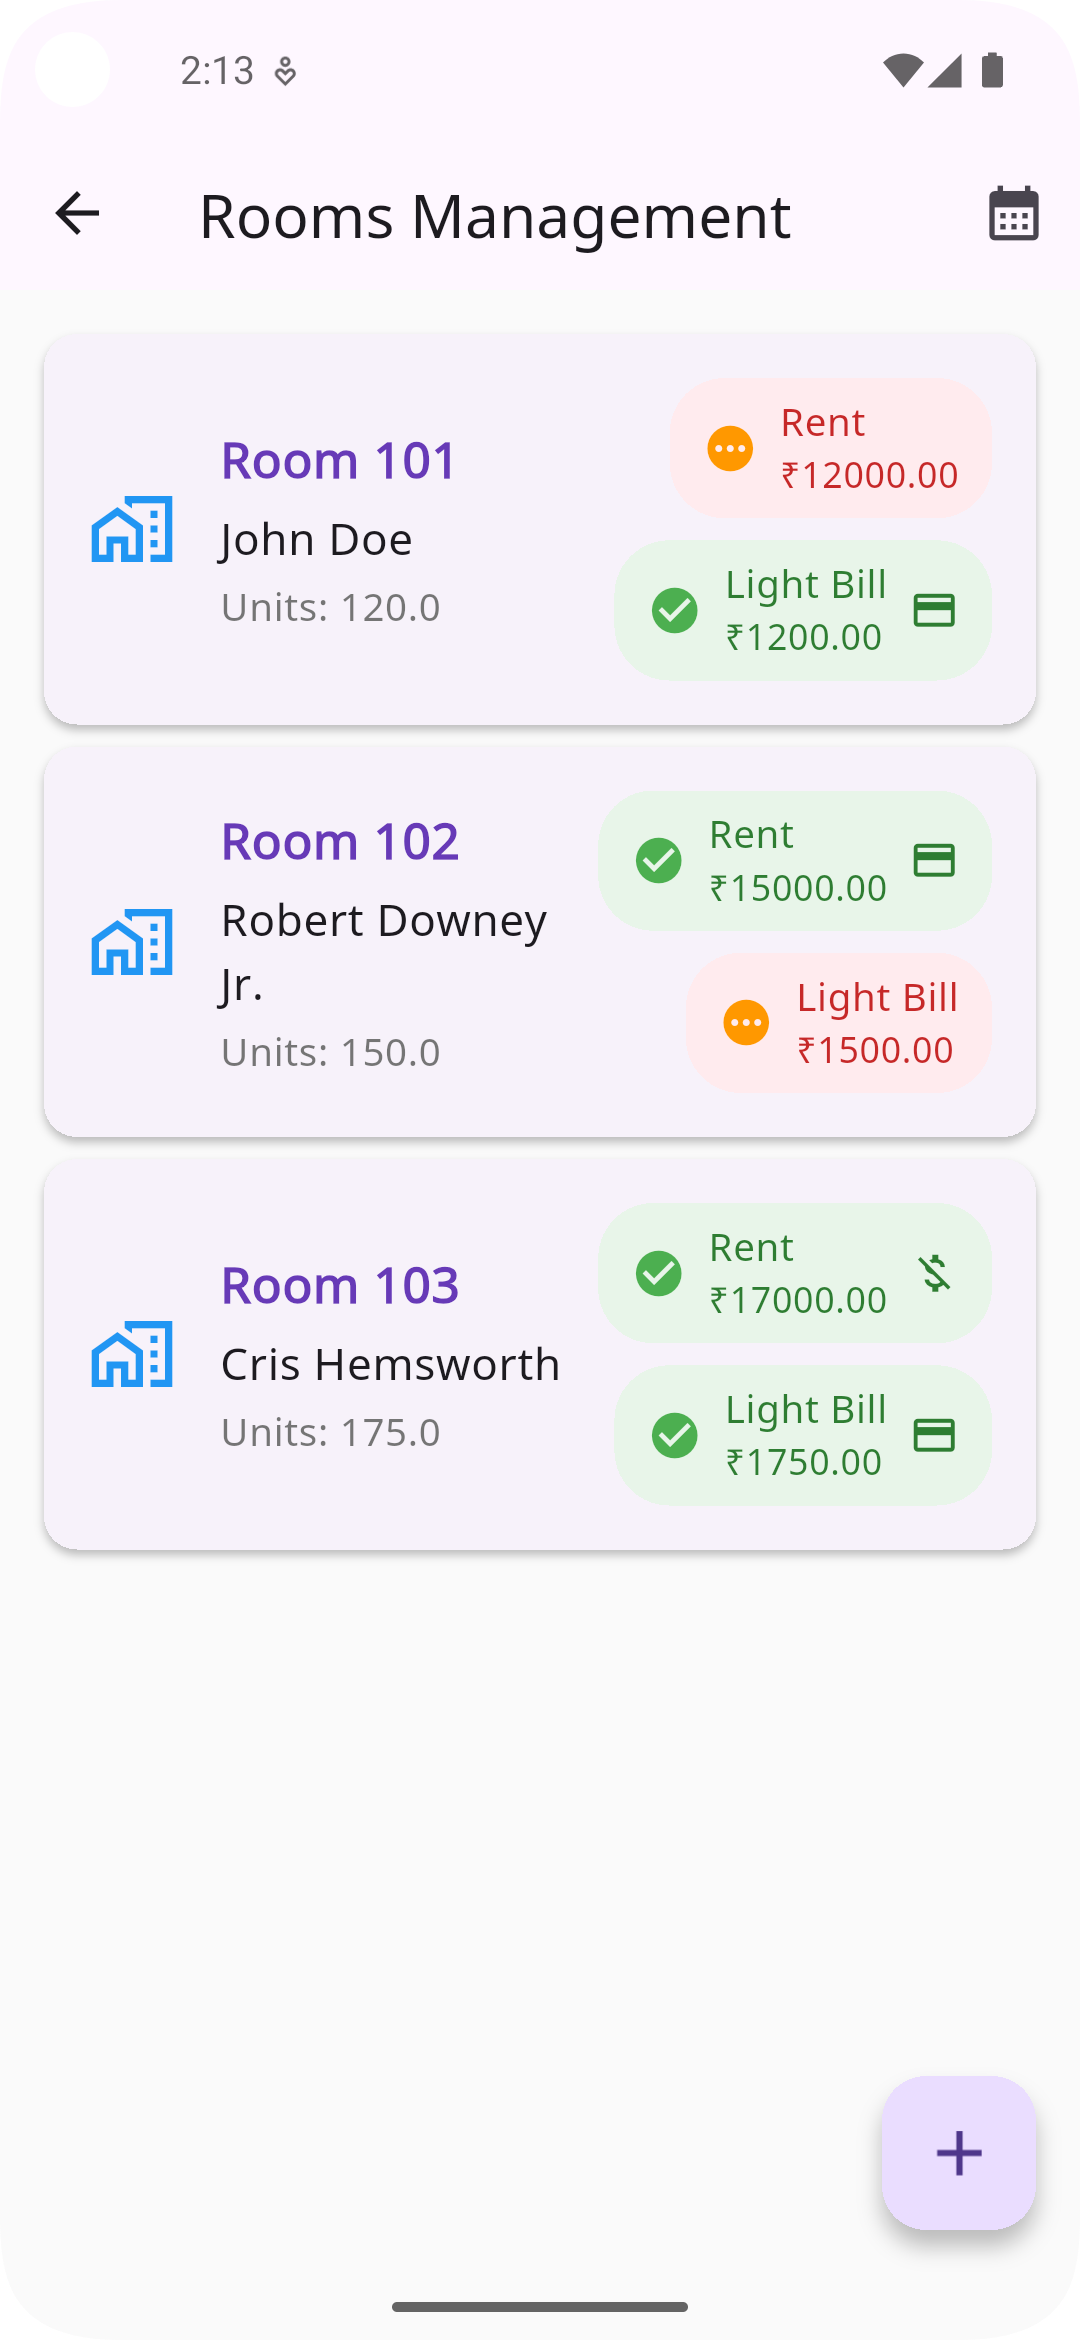 2:13
Rooms Management
Room 101
John Doe
Units: 120.0
Rent
₹12000.00
Light Bill
₹1200.00
Room 102
Robert Downey
Jr.
Units: 150.0
Rent
₹15000.00
Light Bill
₹1500.00
Room 103
Cris Hemsworth
Units: 175.0
Rent
₹17000.00
Light Bill
₹1750.00